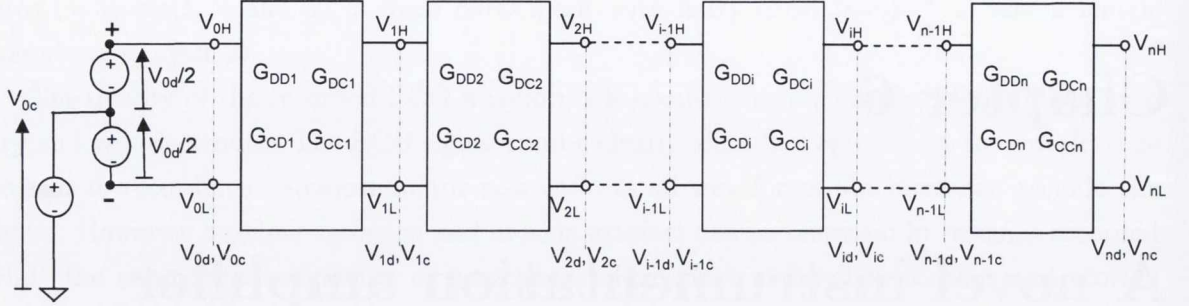 + V0H V1H V2H Vi-1H ViH Vn-1H VnH
V0d/2
V0c
V0d/2
-
GDD1 GDC1
GCD1 GCC1
GDD2 GDC2
GCD2 GCC2
GDDi GDCi
GCDi GCCi
GDDn GDCn
GCDn GCCn
V0L V1L V2L Vi-1L ViL Vn-1L VnL
V0d, V0c V1d, V1c V2d, V2c Vi-1d, Vi-1c Vid, Vic Vn-1d, Vn-1c Vnd, Vnc